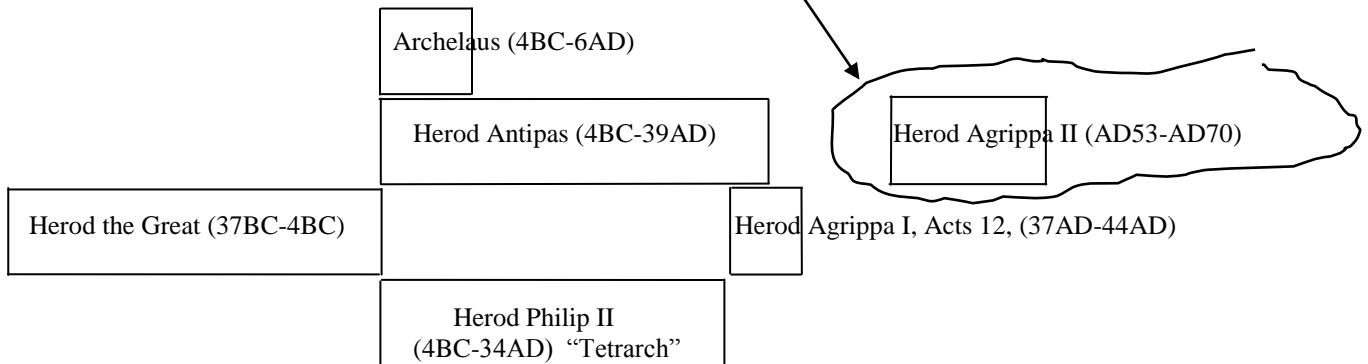 Archelaus (4BC-6AD)
Herod Antipas (4BC-39AD)
Herod Agrippa II (AD53-AD70)
Herod the Great (37BC-4BC)
Herod Agrippa I, Acts 12, (37AD-44AD)
Herod Philip II
(4BC-34AD) “Tetrarch”